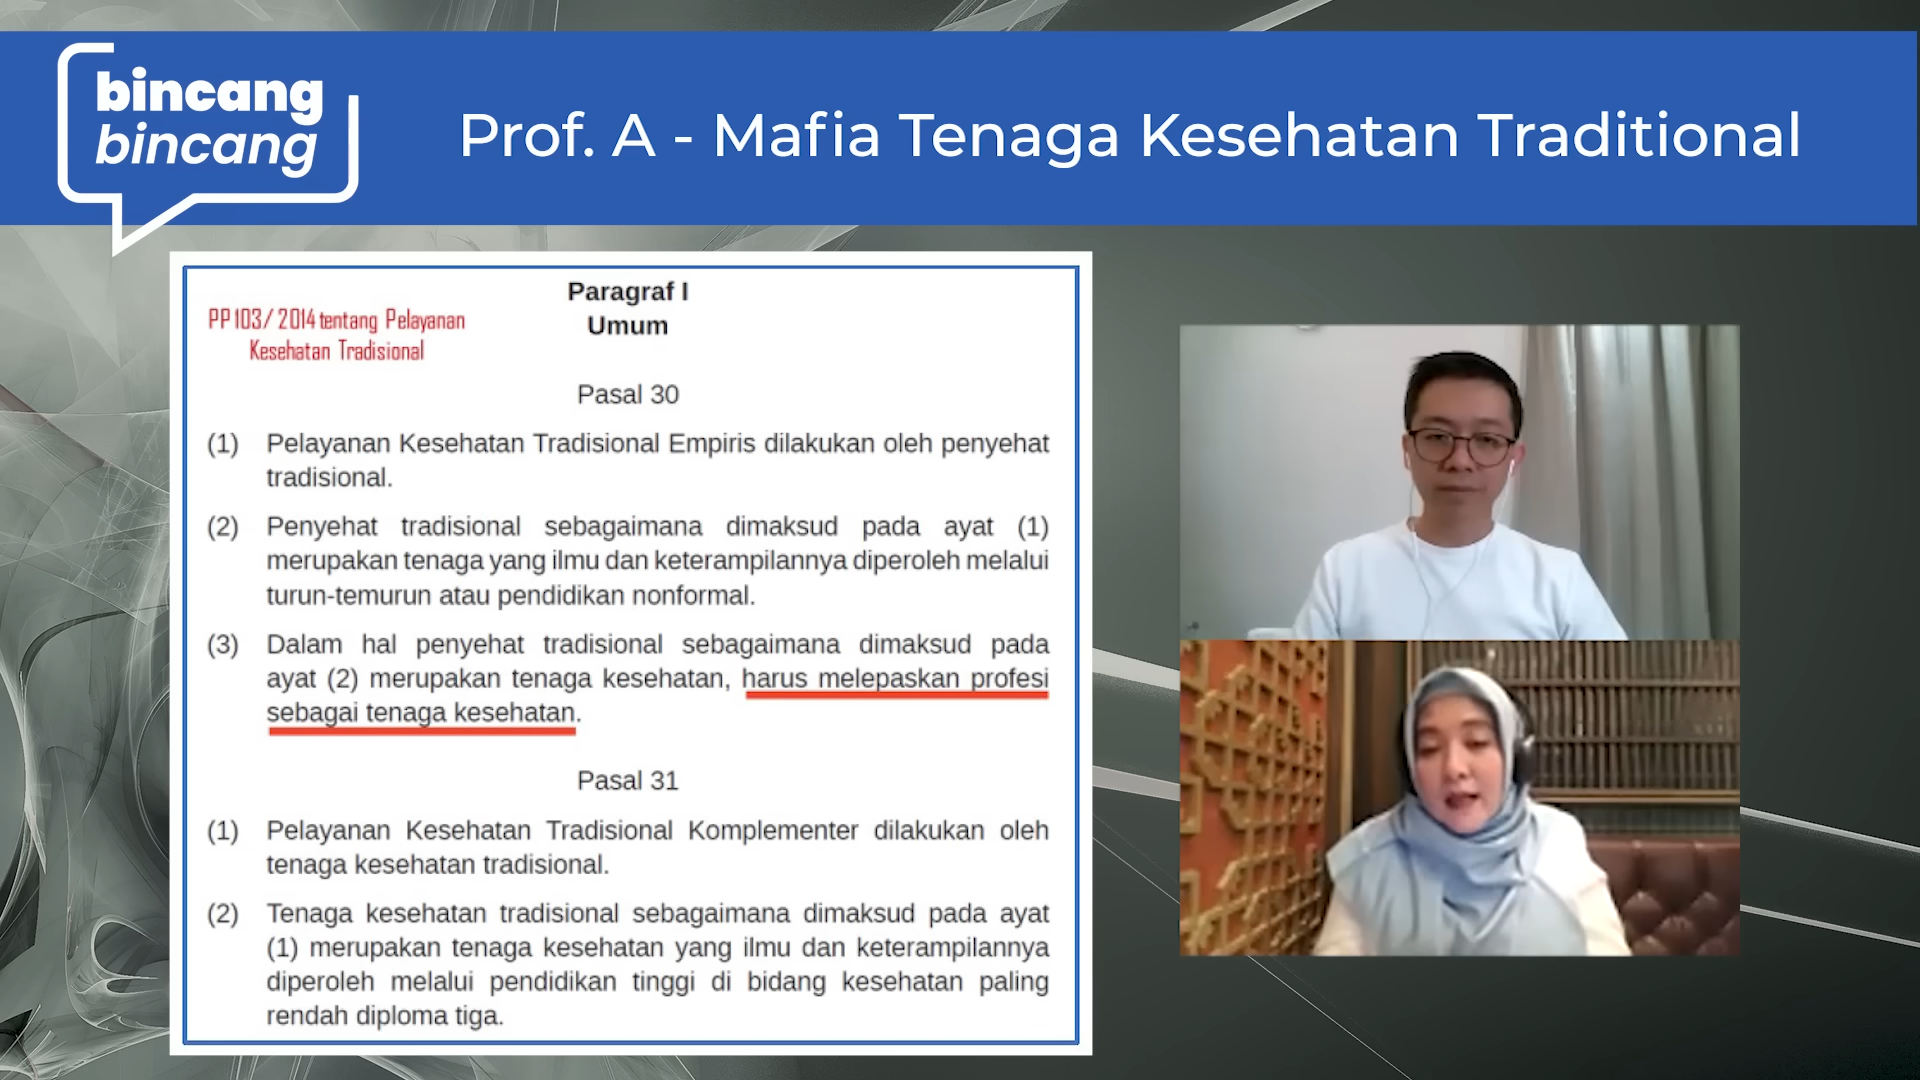 bincang
bincang
Prof. A - Mafia Tenaga Kesehatan Traditional
PP 103/ 2014 tentang Pelayanan
Kesehatan Tradisional
Paragraf I
Umum
Pasal 30
(1) Pelayanan Kesehatan Tradisional Empiris dilakukan oleh penyehat
tradisional.
(2) Penyehat tradisional sebagaimana dimaksud pada ayat (1)
merupakan tenaga yang ilmu dan keterampilannya diperoleh melalui
turun-temurun atau pendidikan nonformal.
(3) Dalam hal penyehat tradisional sebagaimana dimaksud pada
ayat (2) merupakan tenaga kesehatan, harus melepaskan profesi
sebagai tenaga kesehatan.
Pasal 31
(1) Pelayanan Kesehatan Tradisional Komplementer dilakukan oleh
tenaga kesehatan tradisional.
(2) Tenaga kesehatan tradisional sebagaimana dimaksud pada ayat
(1) merupakan tenaga kesehatan yang ilmu dan keterampilannya
diperoleh melalui pendidikan tinggi di bidang kesehatan paling
rendah diploma tiga.